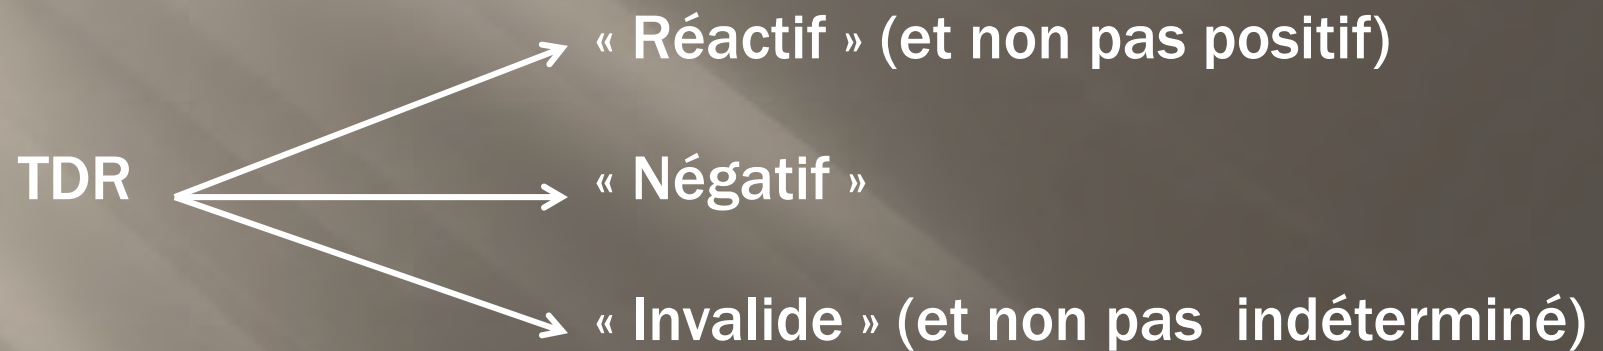 « Réactif » (et non pas positif)
TDR « Négatif »
« Invalide » (et non pas indéterminé)